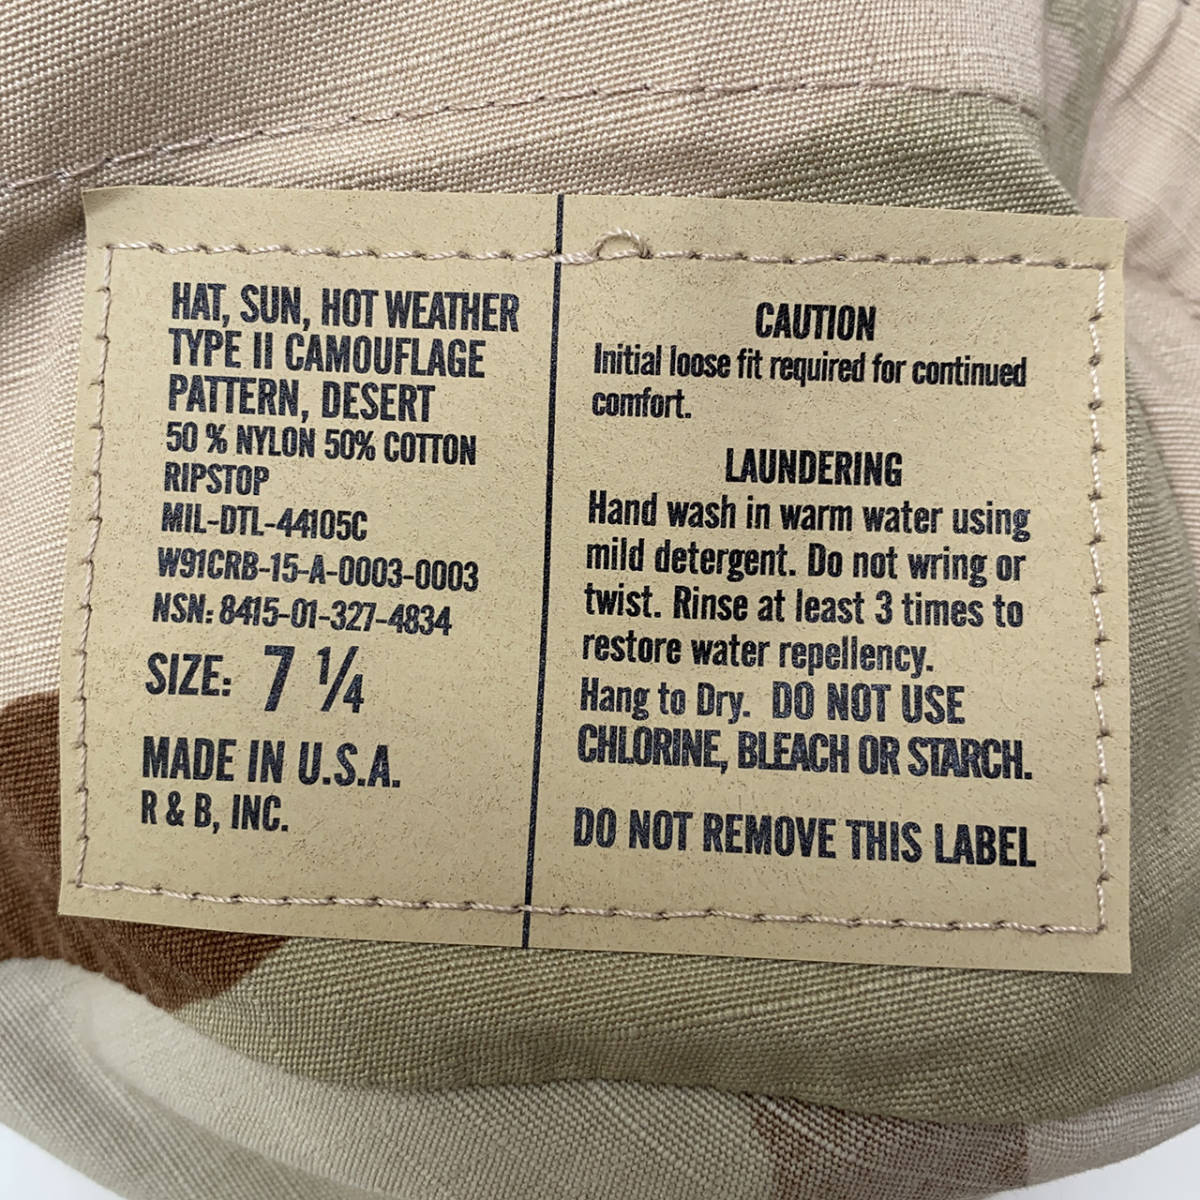 HAT, SUN, HOT WEATHER
TYPE II CAMOUFLAGE
PATTERN, DESERT
50 % NYLON 50% COTTON
RIPSTOP
MIL-DTL-44105C
W91CRB-15-A-0003-0003
NSN: 8415-01-327-4834
SIZE: 7 ¼
MADE IN U.S.A.
R & B, INC.
CAUTION
Initial loose fit required for continued
comfort.
LAUNDERING
Hand wash in warm water using
mild detergent. Do not wring or
twist. Rinse at least 3 times to
restore water repellency.
Hang to Dry. DO NOT USE
CHLORINE, BLEACH OR STARCH.
DO NOT REMOVE THIS LABEL